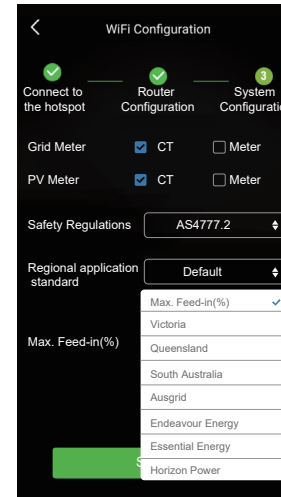 WiFi Configuration
3
Connect to the hotspot
Router Configuration
System
Grid Meter CT Meter
PV Meter CT Meter
Safety Regulations AS4777.2
Regional application standard Default
Max. Feed-in(%)
Max. Feed-in(%)
Victoria
Queensland
South Australia
Ausgrid
Endeavour Energy
Essential Energy
Horizon Power